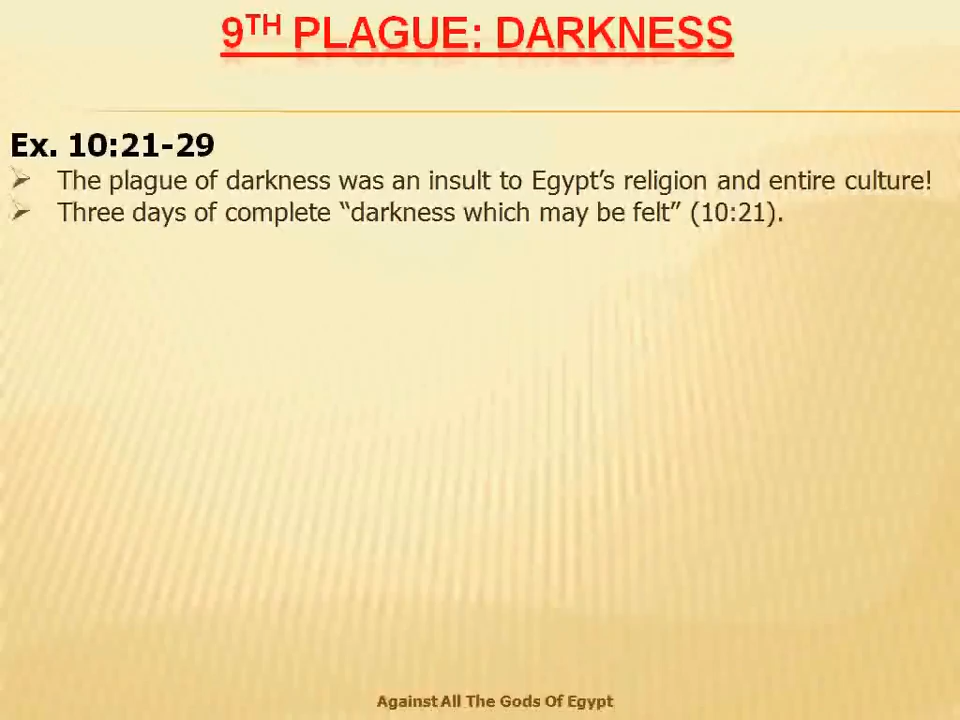 9TH PLAGUE: DARKNESS
Ex. 10:21-29
➢ The plague of darkness was an insult to Egypt’s religion and entire culture!
➢ Three days of complete “darkness which may be felt” (10:21).
Against All The Gods Of Egypt